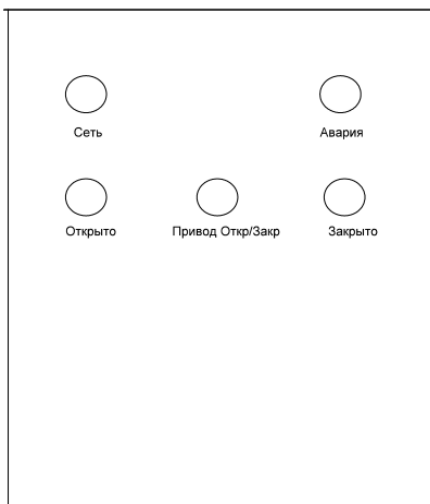 Сеть
Авария
Открыто
Привод Откр/Закр
Закрыто